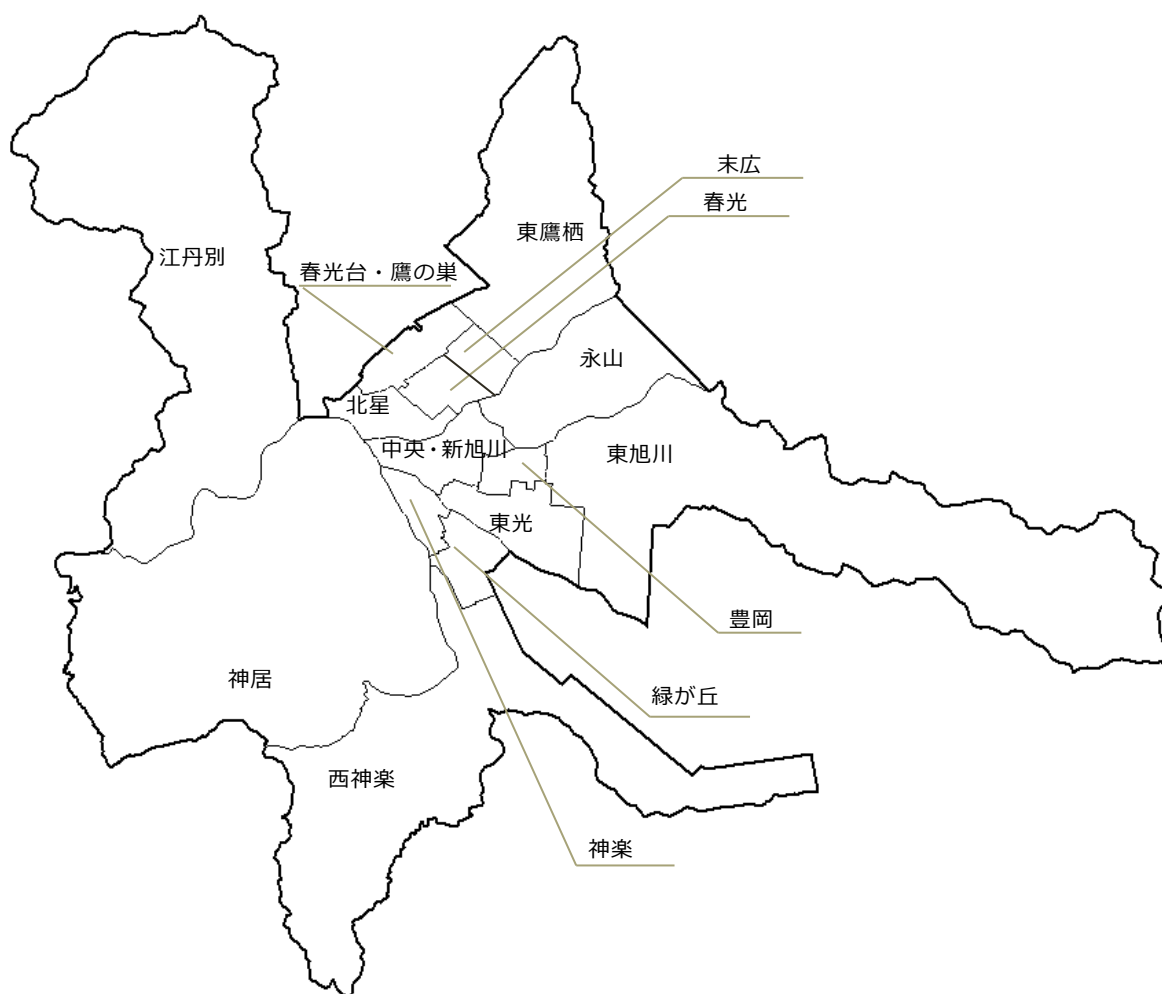 末広
春光
東鷹栖
江丹別
春光台・鷹の巣
永山
北星
中央・新旭川
東旭川
東光
豊岡
神居
緑が丘
西神楽
神楽